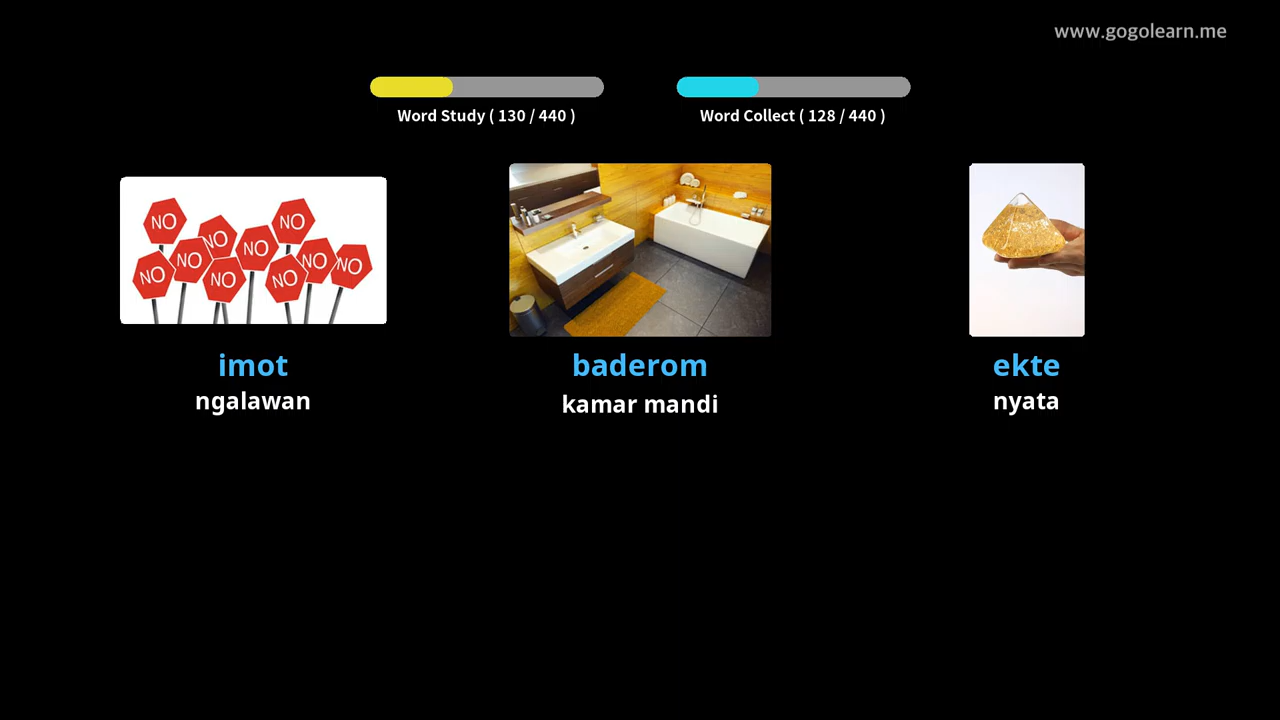 www.gogolearn.me
Word Study ( 130 / 440 )
Word Collect ( 128 / 440 )
NO
NO
NO
NO
NO
NO
NO
NO
NO
NO
imot
baderom
ekte
ngalawan
kamar mandi
nyata